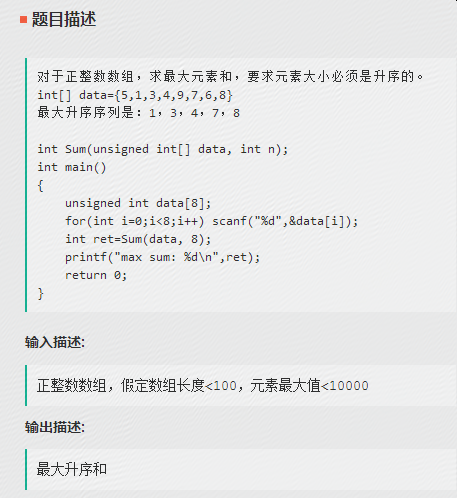 题目描述
对于正整数数组，求最大元素和，要求元素大小必须是升序的。
int[] data={5,1,3,4,9,7,6,8}
最大升序序列是：1，3，4，7，8
int Sum(unsigned int[] data, int n);
int main()
{
unsigned int data[8];
for(int i=0;i<8;i++) scanf("%d",&data[i]);
int ret=Sum(data, 8);
printf("max sum: %d\n",ret);
return 0;
}
输入描述:
正整数数组，假定数组长度<100，元素最大值<10000
输出描述:
最大升序和